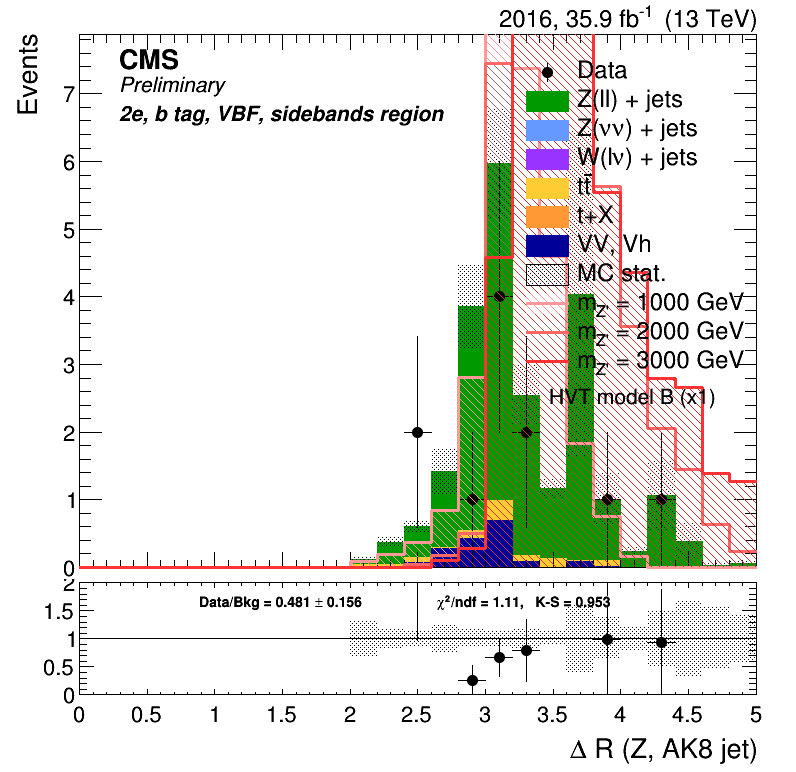 2016, 35.9 fb⁻¹ (13 TeV)
Events
CMS
Preliminary
2e, b tag, VBF, sidebands region
Data
Z(ll) + jets
Z(νν) + jets
W(lν) + jets
tt̄
t+X
VV, Vh
MC stat.
m_Z' = 1000 GeV
m_Z' = 2000 GeV
m_Z' = 3000 GeV
HVT model B (x1)
7
6
5
4
3
2
1
0
Data/Bkg = 0.481 ± 0.156
χ²/ndf = 1.11, K-S = 0.953
2
1.5
1
0.5
0
0 0.5 1 1.5 2 2.5 3 3.5 4 4.5 5
Δ R (Z, AK8 jet)